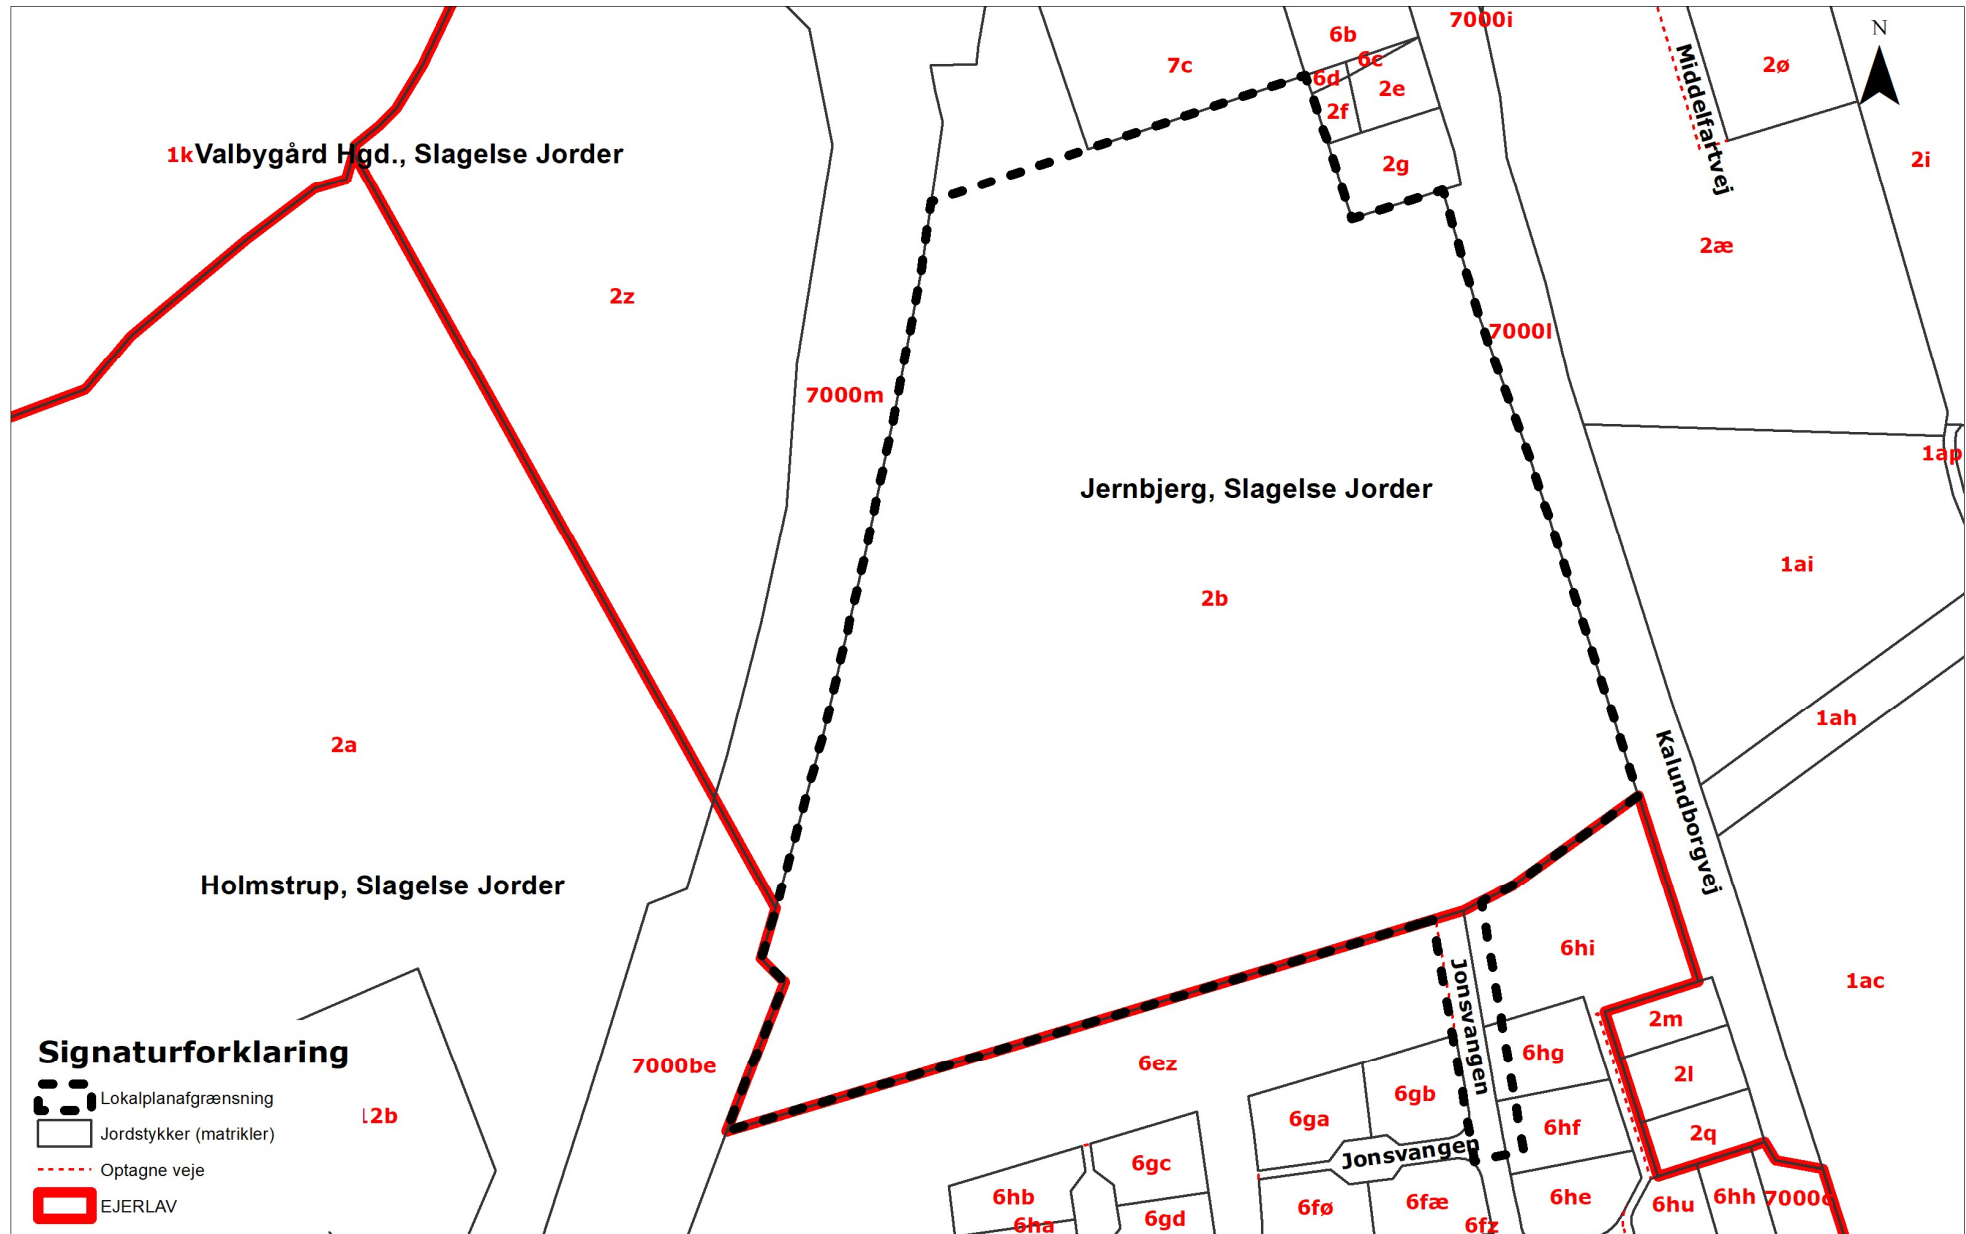 7000i
N
6b
6c
7c
6d
2e
2ø
2f
Middelfartvej
1k
Valbygård Hgd., Slagelse Jorder
2g
2i
2æ
2z
7000l
7000m
1ap
Jernbjerg, Slagelse Jorder
1ai
2b
1ah
2a
Kalundborgvej
Holmstrup, Slagelse Jorder
6hi
1ac
Jonsvangen
2m
6hg
7000be
6ez
2l
6gb
6ga
6hf
2q
12b
Jonsvangen
6gc
6hb
6ha
6gd
6fø
6fæ
6fz
6he
6hu
6hh
Signaturforklaring
Lokalplanafgrænsning
Jordstykker (matrikler)
Optagne veje
EJERLAV